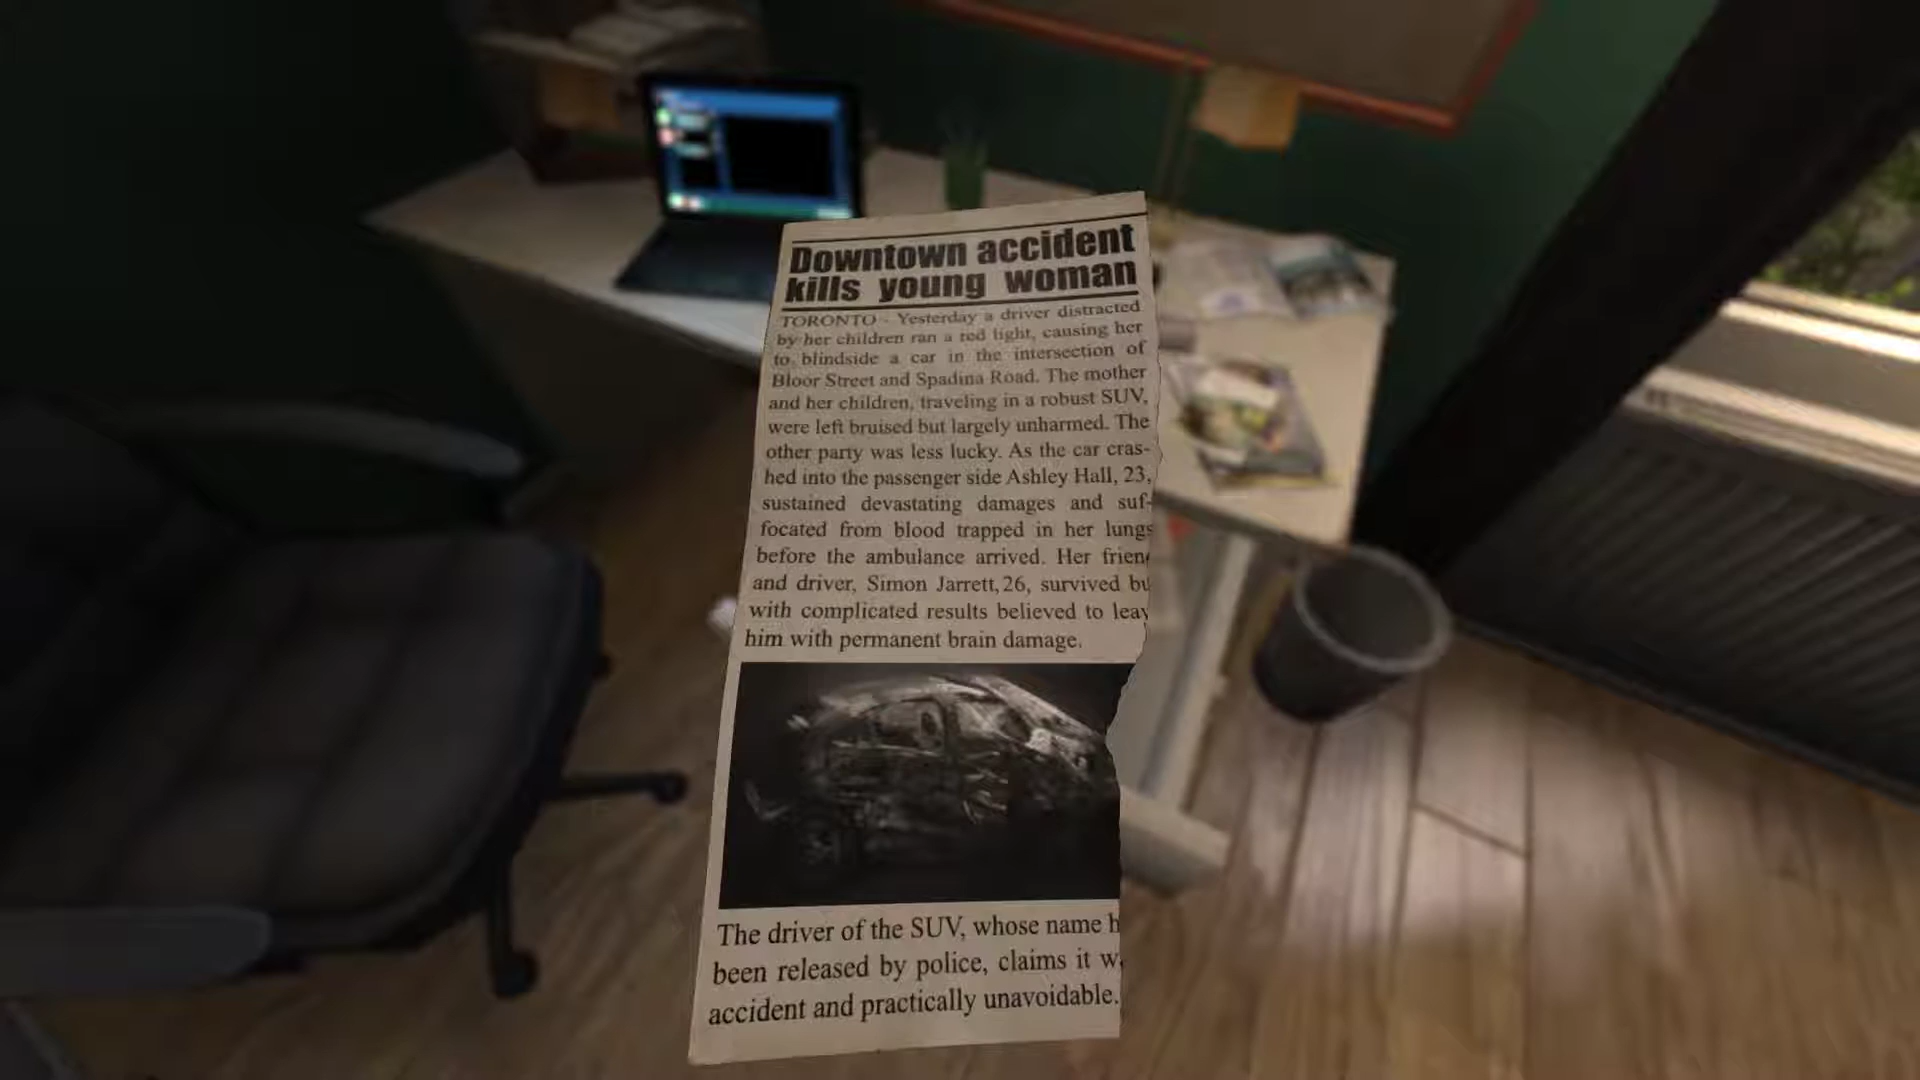 Downtown accident
kills young woman
TORONTO - Yesterday a driver distracted
by her children ran a red light, causing her
to blindside a car in the intersection of
Bloor Street and Spadina Road. The mother
and her children, traveling in a robust SUV,
were left bruised but largely unharmed. The
other party was less lucky. As the car cras-
hed into the passenger side Ashley Hall, 23,
sustained devastating damages and suf-
focated from blood trapped in her lungs
before the ambulance arrived. Her frien
and driver, Simon Jarrett, 26, survived bu
with complicated results believed to leav
him with permanent brain damage.
The driver of the SUV, whose name h
been released by police, claims it w
accident and practically unavoidable.